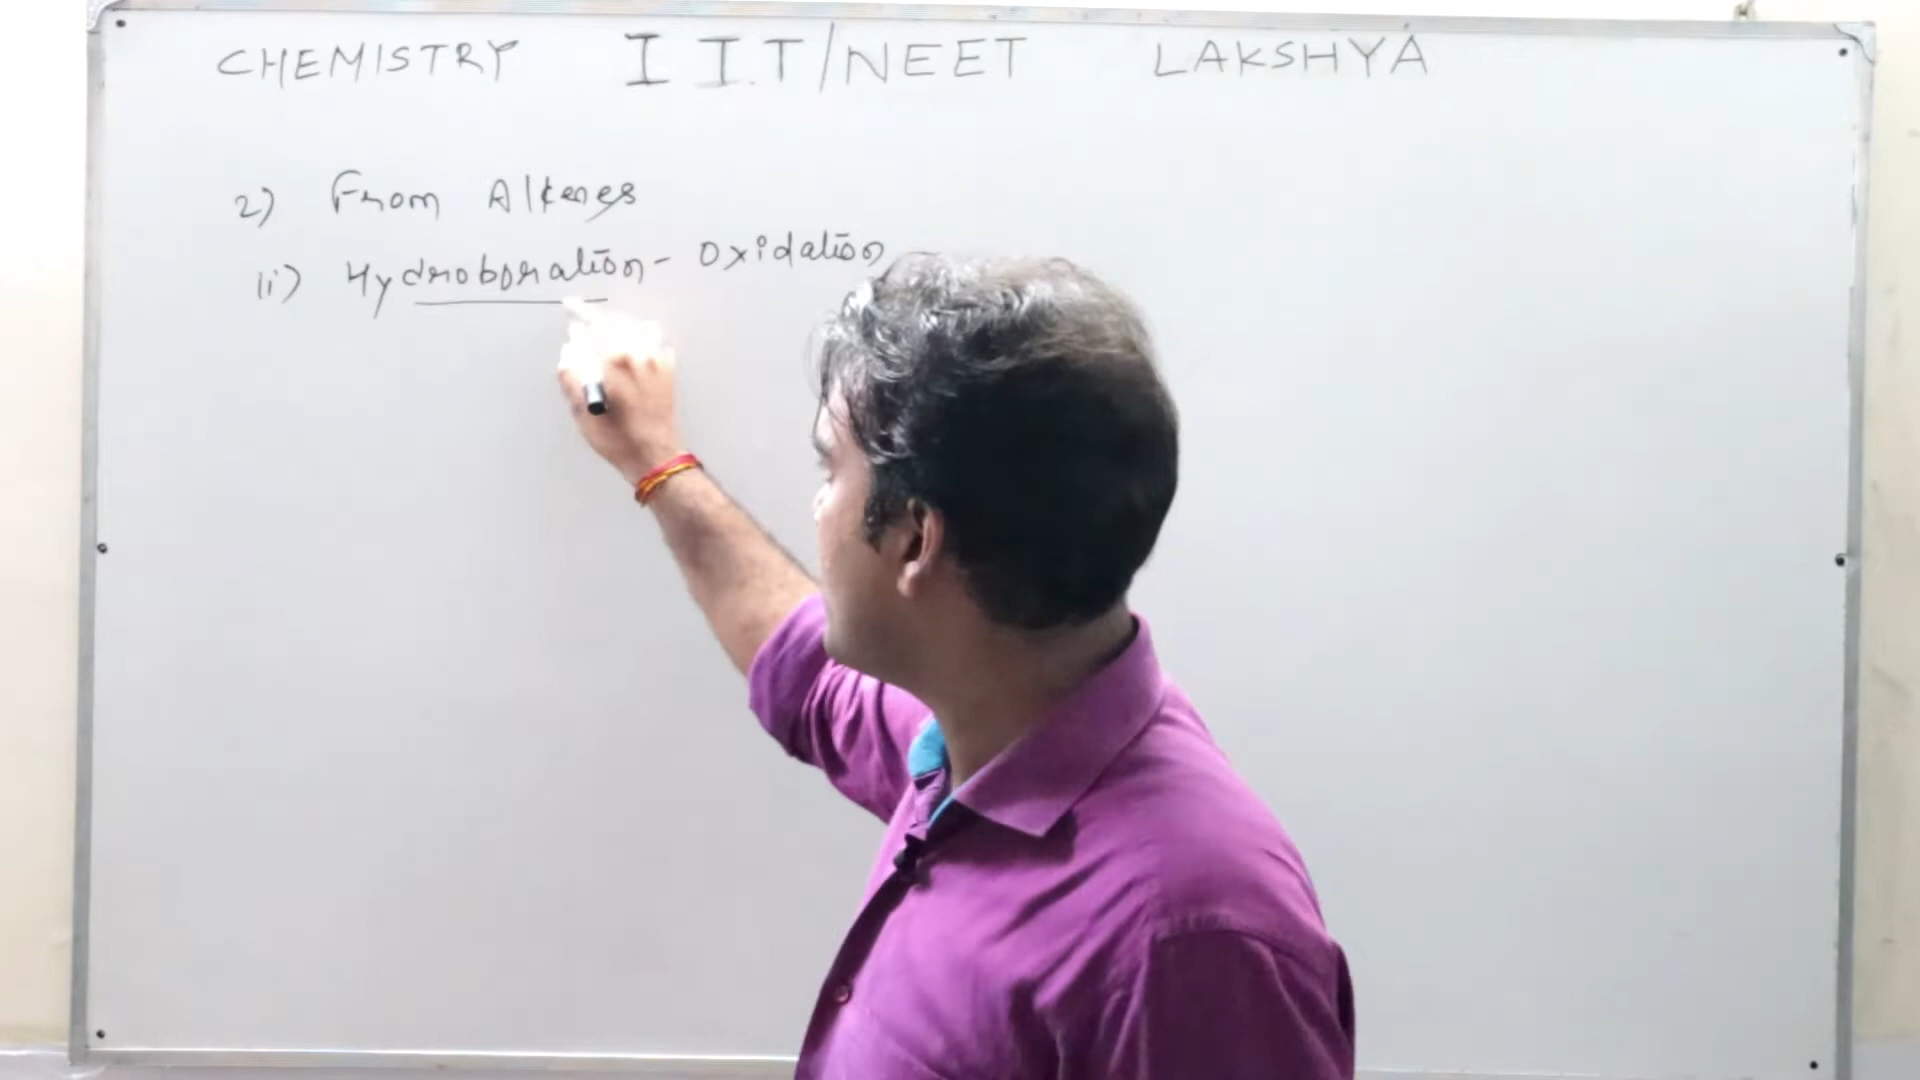 CHEMISTRY I I.T/NEET LAKSHYA
2) From Alkenes
ii) Hydroboration - Oxidation